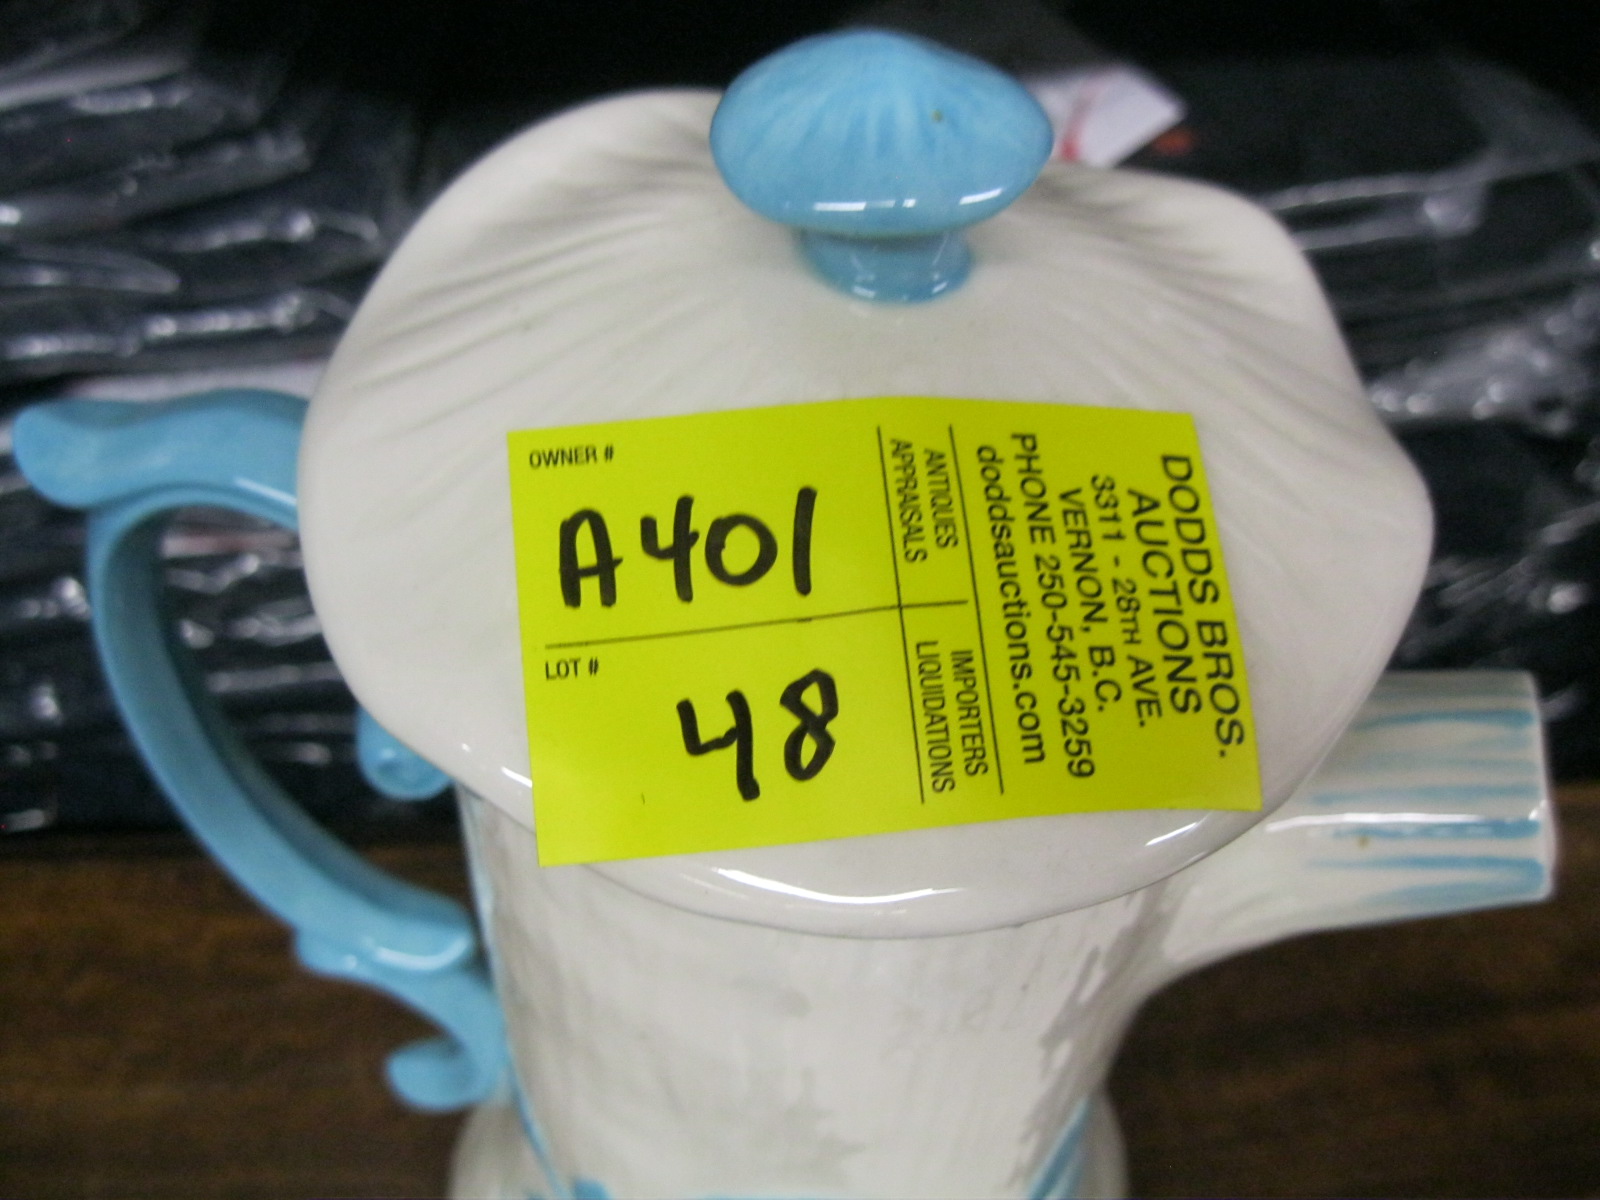 OWNER #
A401
LOT #
48
DODDS BROS.
AUCTIONS
3311 - 28TH AVE.
VERNON, B.C.
PHONE 250-545-3259
doddsauctions.com
ANTIQUES
APPRAISALS
IMPORTERS
LIQUIDATIONS